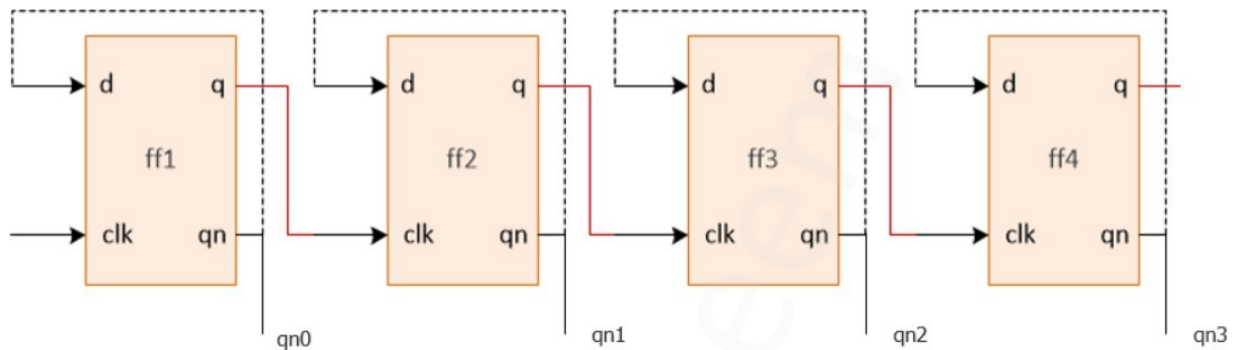 d q d q d q d q
ff1 ff2 ff3 ff4
clk qn clk qn clk qn clk qn
qn0 qn1 qn2 qn3